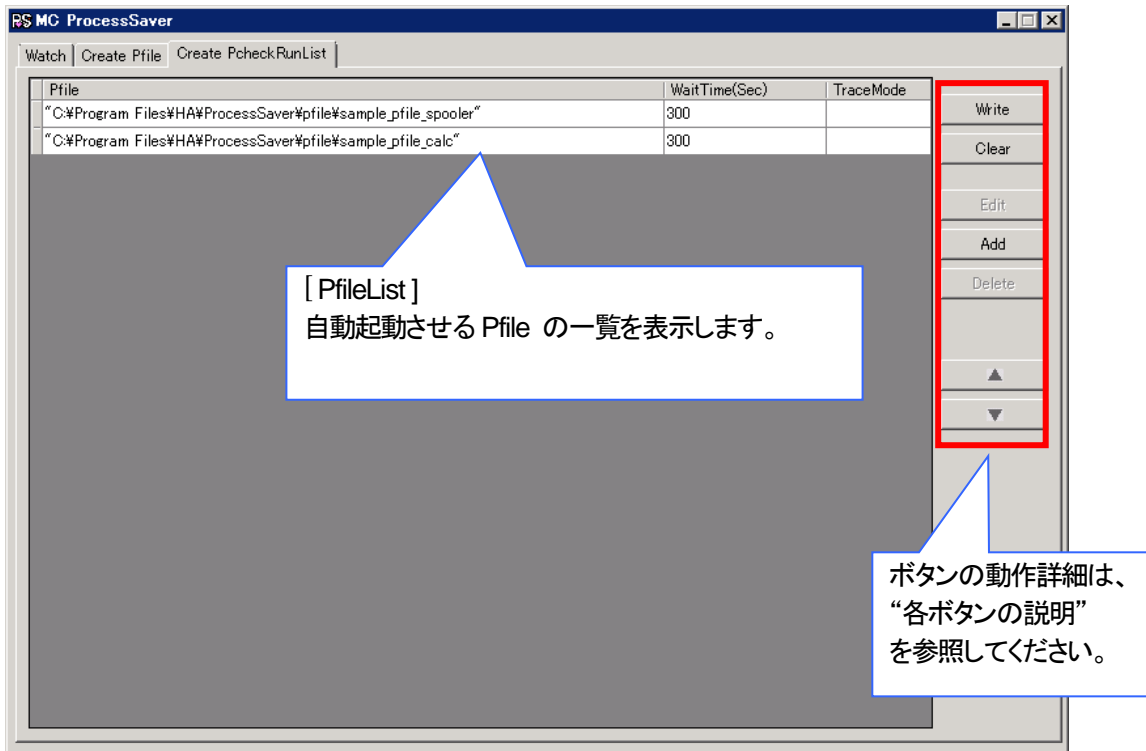 MC ProcessSaver
Watch Create Pfile Create PcheckRunList
Pfile WaitTime(Sec) TraceMode
"C:¥Program Files¥HA¥ProcessSaver¥pfile¥sample_pfile_spooler" 300
"C:¥Program Files¥HA¥ProcessSaver¥pfile¥sample_pfile_calc" 300
Write
Clear
Edit
Add
Delete
▲
▼
[ PfileList ]
自動起動させる Pfile の一覧を表示します。
ボタンの動作詳細は、
“各ボタンの説明”
を参照してください。